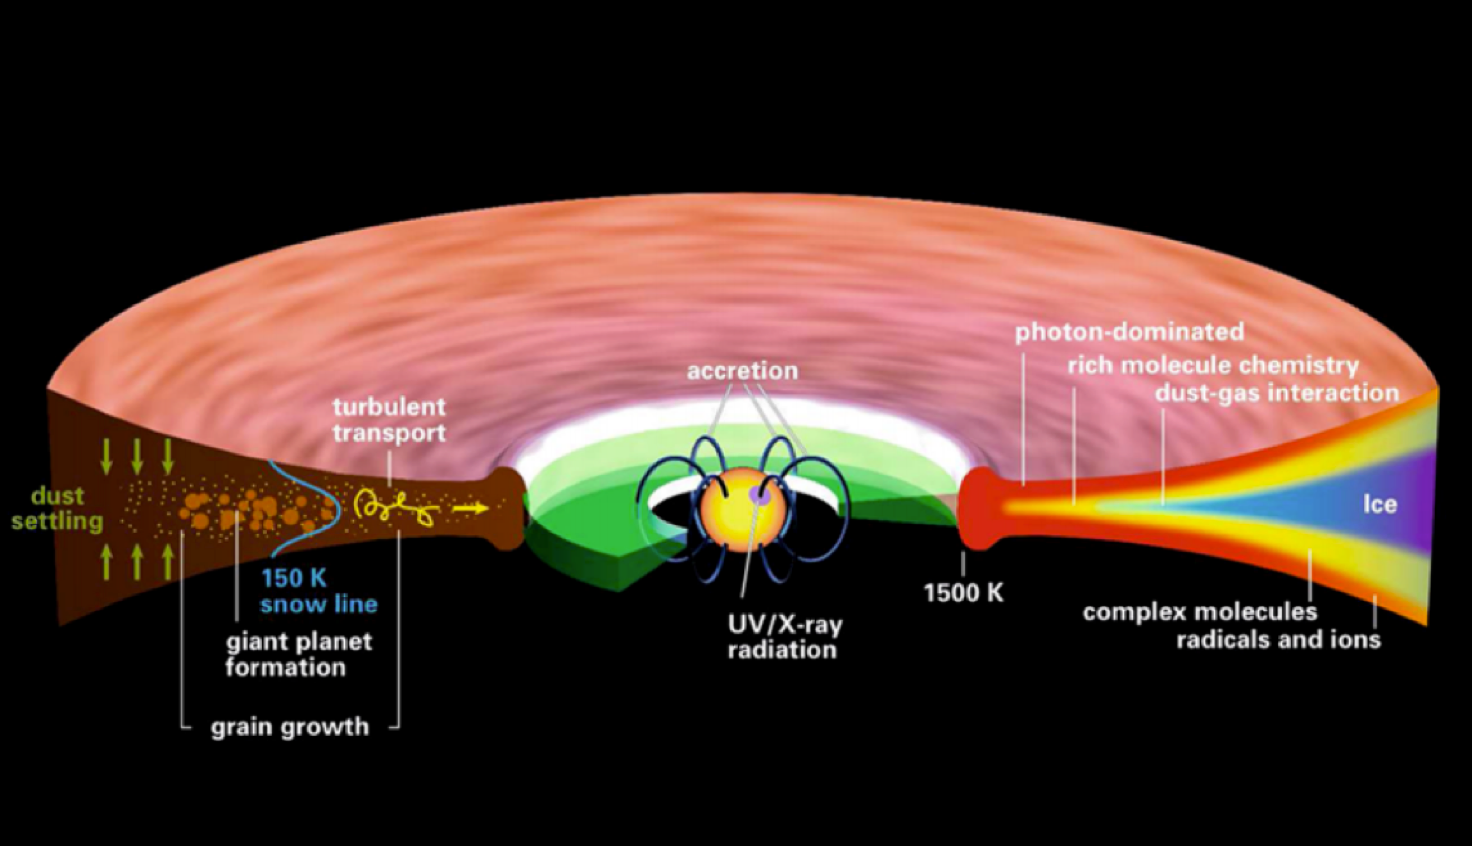 photon-dominated
rich molecule chemistry
accretion
dust-gas interaction
turbulent
transport
dust
settling
Ice
150 K
snow line
1500 K
complex molecules
UV/X-ray
radiation
giant planet
formation
radicals and ions
grain growth